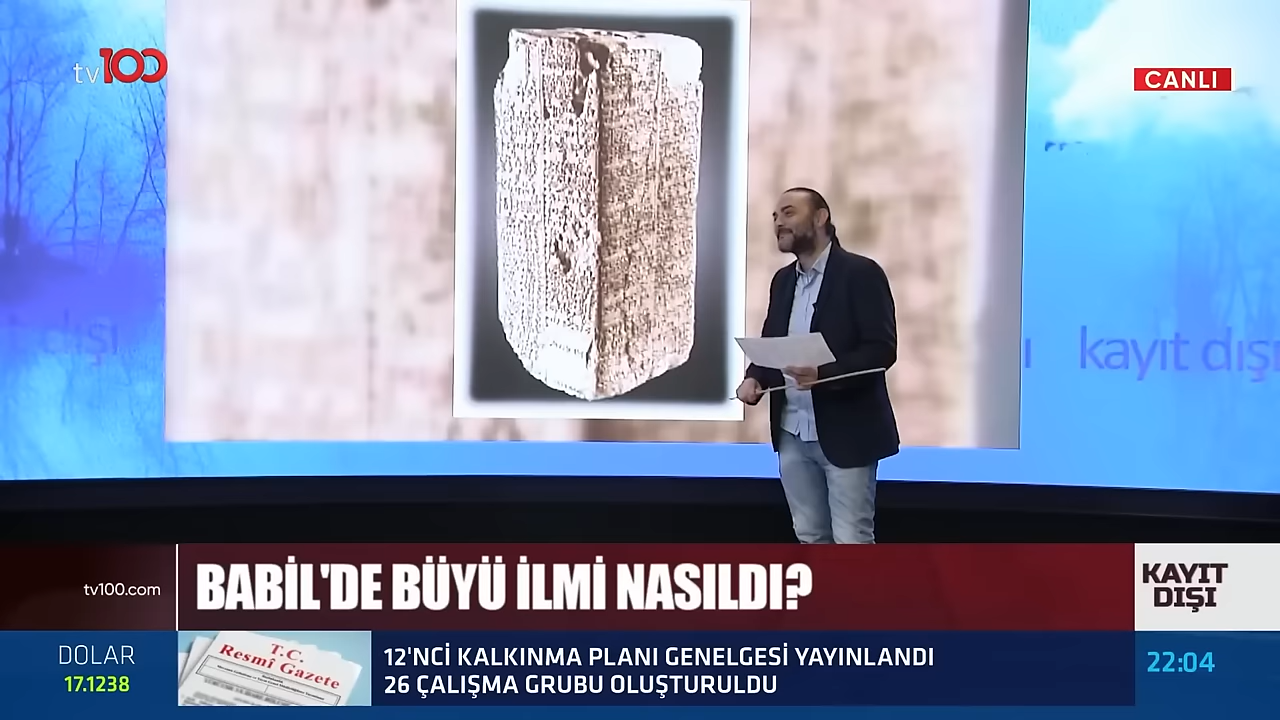 tv100
CANLI
kayıt dışı
BABİL'DE BÜYÜ İLMİ NASILDI?
KAYIT
DIŞI
tv100.com
DOLAR
17.1238
T.C.
Resmî Gazete
12'NCİ KALKINMA PLANI GENELGESİ YAYINLANDI
26 ÇALIŞMA GRUBU OLUŞTURULDU
22:04